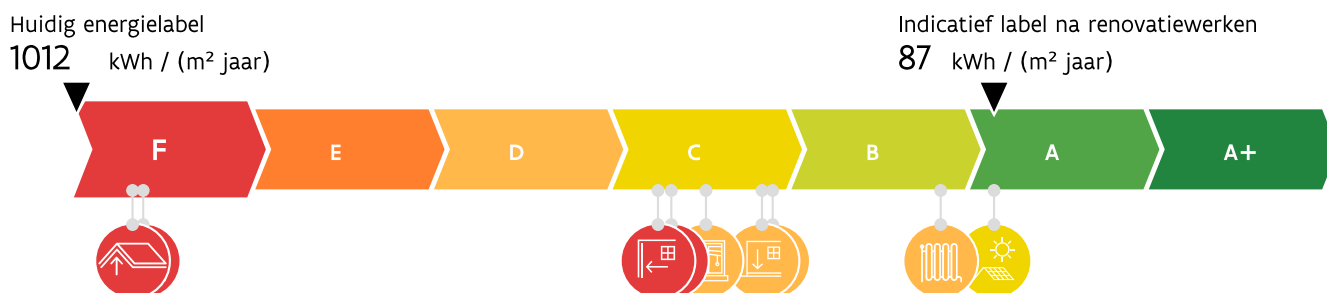 Huidig energielabel
1012 kWh / (m² jaar)
Indicatief label na renovatiewerken
87 kWh / (m² jaar)
F E D C B A A+